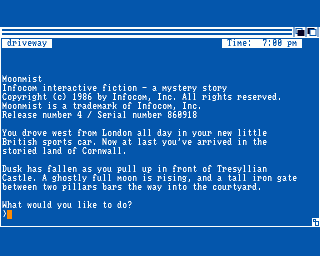 driveway Time: 7:00 pm
Moonmist
Infocom interactive fiction - a mystery story
Copyright (c) 1986 by Infocom, Inc. All rights reserved.
Moonmist is a trademark of Infocom, Inc.
Release number 4 / Serial number 860918
You drove west from London all day in your new little
British sports car. Now at last you've arrived in the
storied land of Cornwall.
Dusk has fallen as you pull up in front of Tresyllian
Castle. A ghostly full moon is rising, and a tall iron gate
between two pillars bars the way into the courtyard.
What would you like to do?
>